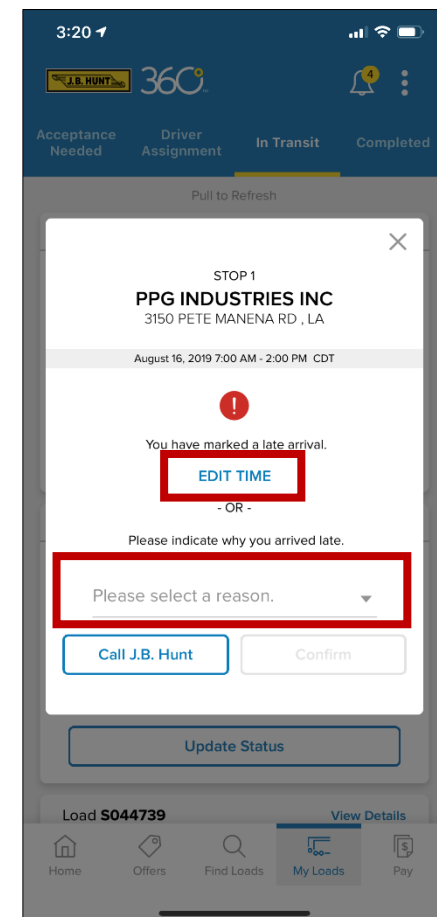 3:20
J.B. HUNT 360°
4
Acceptance Needed
Driver Assignment
In Transit
Completed
Pull to Refresh
STOP 1
PPG INDUSTRIES INC
3150 PETE MANENA RD , LA
August 16, 2019 7:00 AM - 2:00 PM CDT
!
You have marked a late arrival.
EDIT TIME
- OR -
Please indicate why you arrived late.
Please select a reason.
Call J.B. Hunt
Confirm
Update Status
Load S044739
View Details
Home
Offers
Find Loads
My Loads
$
Pay